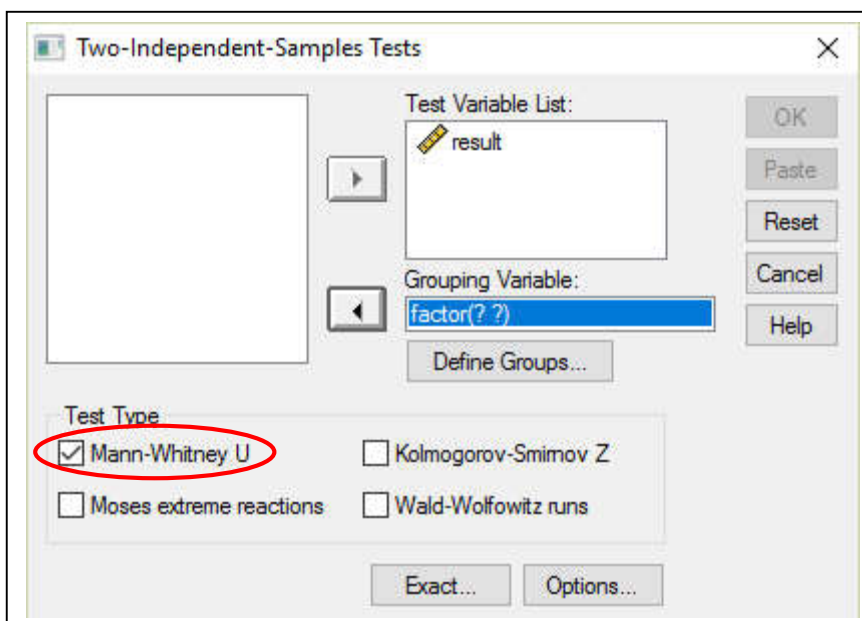 Two-Independent-Samples Tests
Test Variable List:
result
OK
Paste
Reset
Cancel
Help
Grouping Variable:
factor(? ?)
Define Groups...
Test Type
Mann-Whitney U
Kolmogorov-Smirnov Z
Moses extreme reactions
Wald-Wolfowitz runs
Exact...
Options...